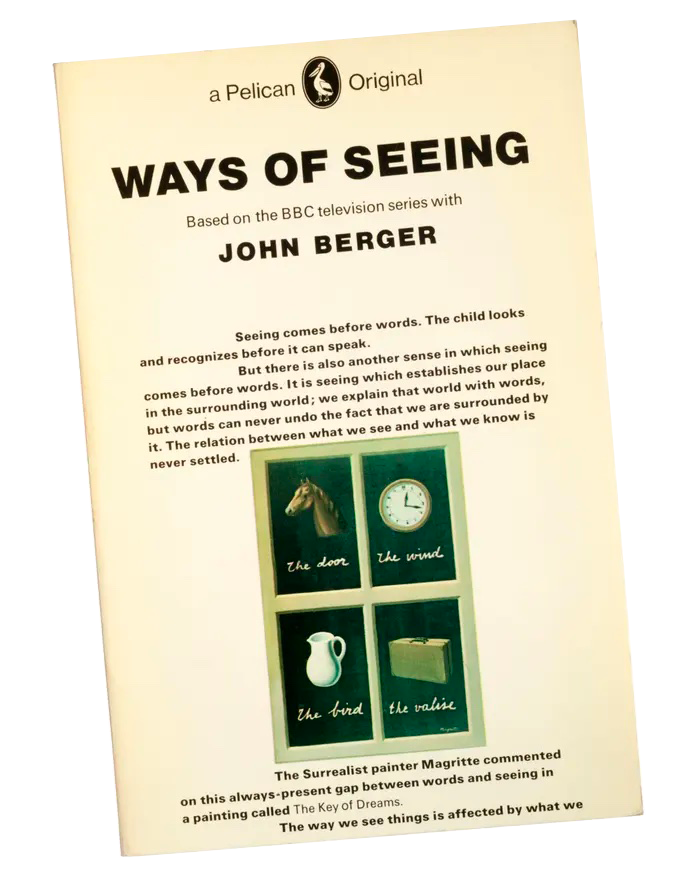 a Pelican Original
WAYS OF SEEING
Based on the BBC television series with
JOHN BERGER
Seeing comes before words. The child looks
and recognizes before it can speak.
But there is also another sense in which seeing
comes before words. It is seeing which establishes our place
in the surrounding world; we explain that world with words,
but words can never undo the fact that we are surrounded by
it. The relation between what we see and what we know is
never settled.
The door
The wind
The bird
the valise
The Surrealist painter Magritte commented
on this always-present gap between words and seeing in
a painting called The Key of Dreams.
The way we see things is affected by what we